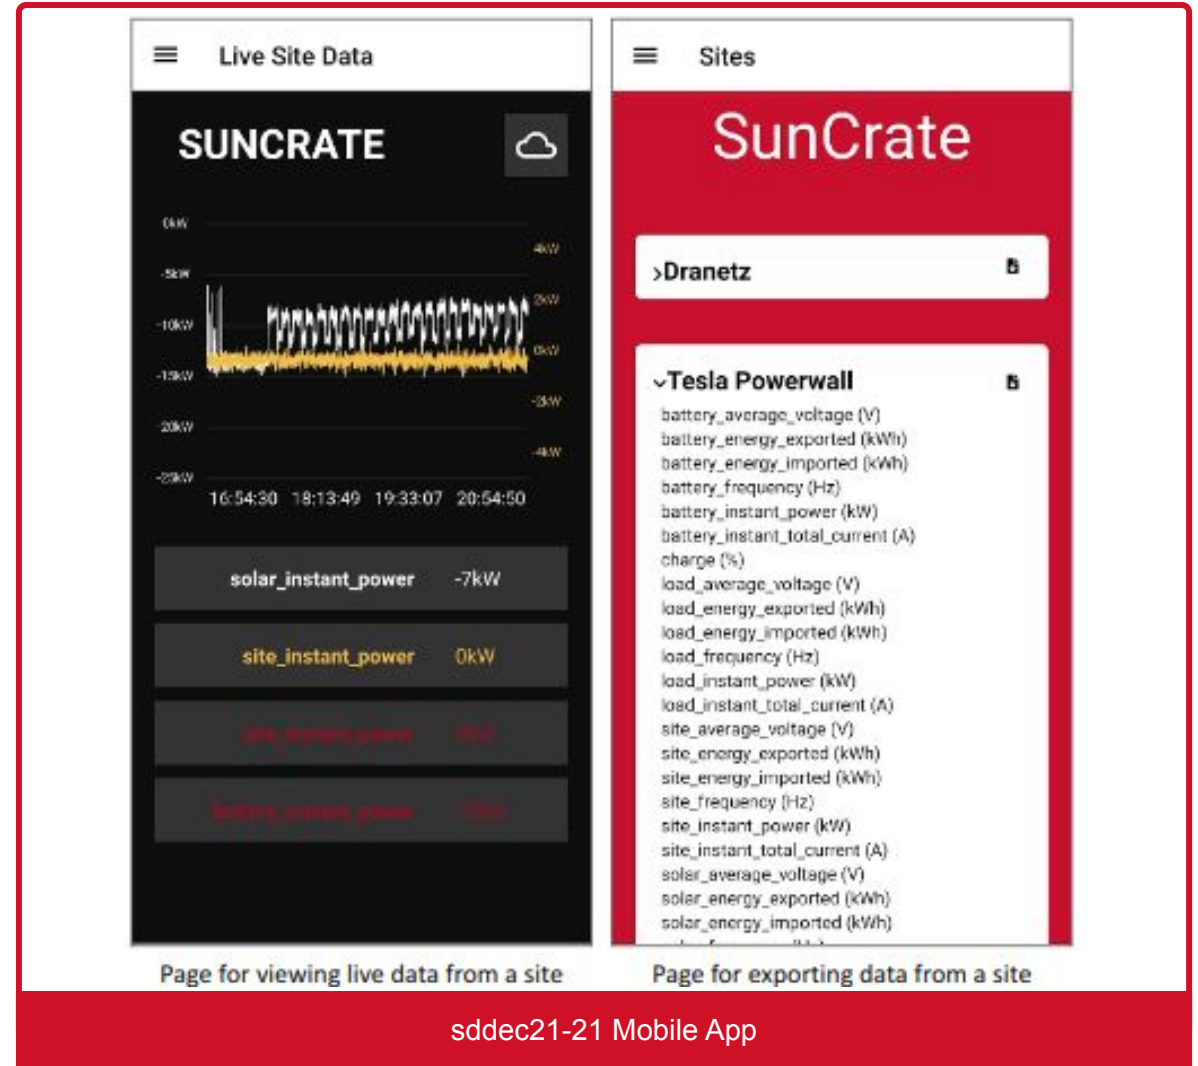 Live Site Data
SUNCRATE
0kW
-5kW
-10kW
-15kW
-20kW
-25kW
4kW
2kW
0kW
-2kW
-4kW
16:54:30 18:13:49 19:33:07 20:54:50
solar_instant_power -7kW
site_instant_power 0kW
site_instant_power
battery_instant_power
Page for viewing live data from a site
Sites
SunCrate
>Dranetz
Tesla Powerwall
battery_average_voltage (V)
battery_energy_exported (kWh)
battery_energy_imported (kWh)
battery_frequency (Hz)
battery_instant_power (kW)
battery_instant_total_current (A)
charge (%)
load_average_voltage (V)
load_energy_exported (kWh)
load_energy_imported (kWh)
load_frequency (Hz)
load_instant_power (kW)
load_instant_total_current (A)
site_average_voltage (V)
site_energy_exported (kWh)
site_energy_imported (kWh)
site_frequency (Hz)
site_instant_power (kW)
site_instant_total_current (A)
solar_average_voltage (V)
solar_energy_exported (kWh)
solar_energy_imported (kWh)
Page for exporting data from a site
sddec21-21 Mobile App